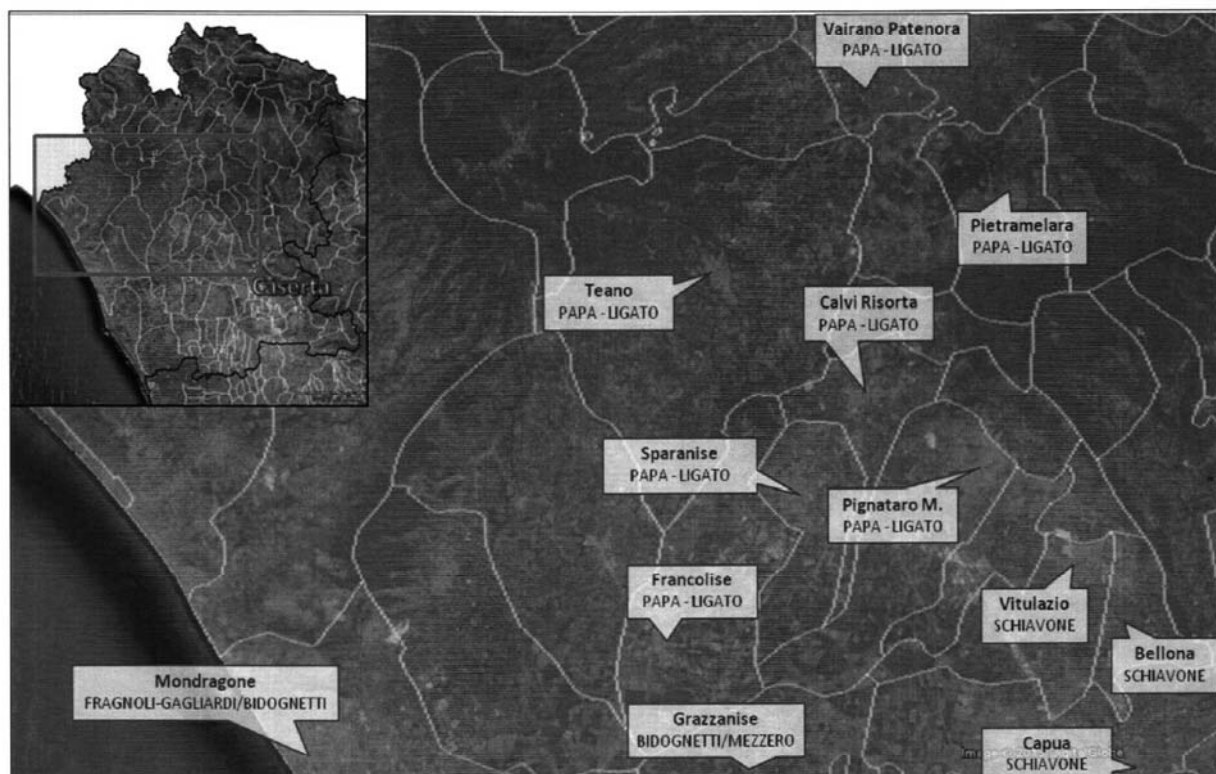 Vairano Patenora
PAPA - LIGATO
Caserta
Pietramelara
PAPA - LIGATO
Teano
PAPA - LIGATO
Calvi Risorta
PAPA - LIGATO
Sparanise
PAPA - LIGATO
Pignataro M.
PAPA - LIGATO
Francolise
PAPA - LIGATO
Vitulazio
SCHIAVONE
Bellona
SCHIAVONE
Mondragone
FRAGNOLI-GAGLIARDI/BIDOGNETTI
Grazzanise
BIDOGNETTI/MEZZERO
Capua
SCHIAVONE